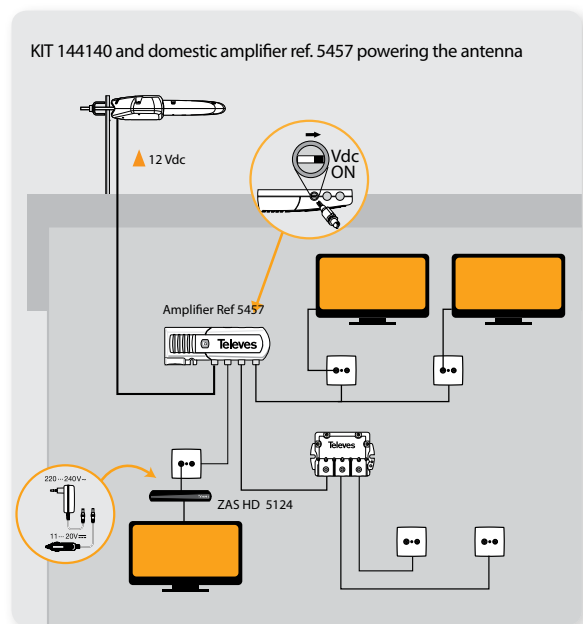 KIT 144140 and domestic amplifier ref. 5457 powering the antenna
12 Vdc
Vdc
ON
Amplifier Ref 5457
Televes
Televes
220 ··· 240V~
11 ··· 20V⎓
ZAS HD 5124